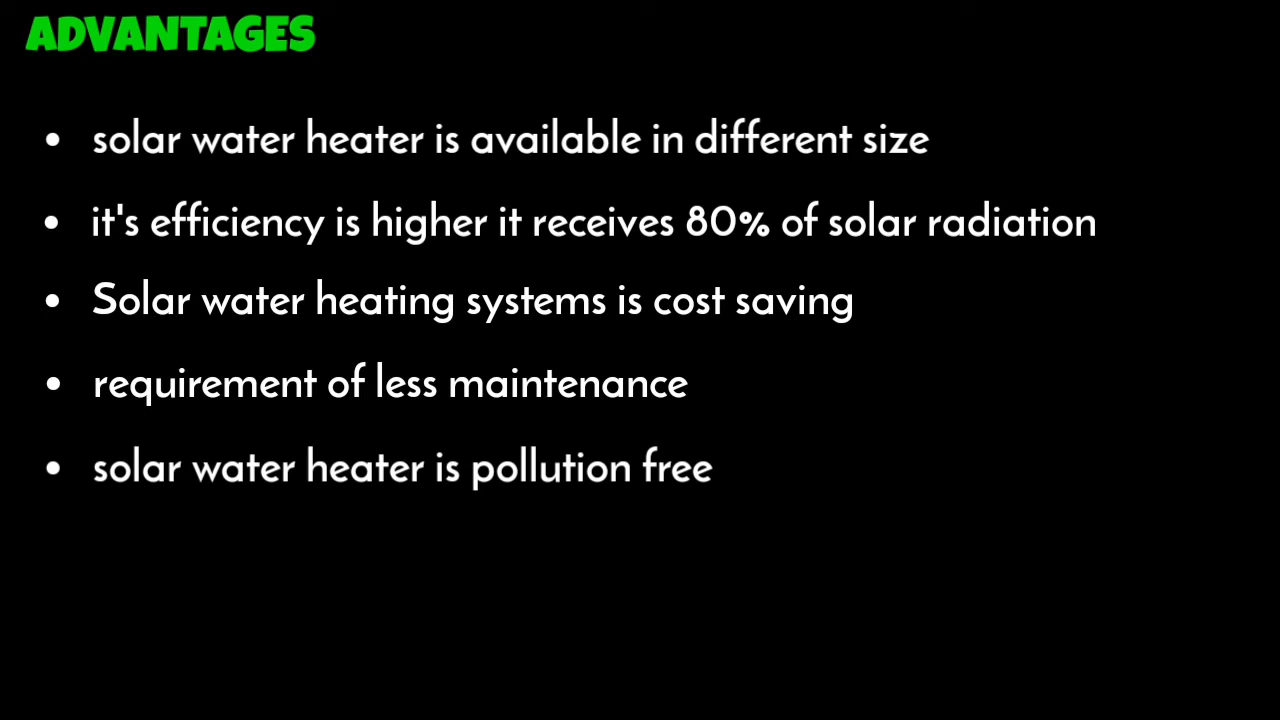 ADVANTAGES
• solar water heater is available in different size
• it's efficiency is higher it receives 80% of solar radiation
• Solar water heating systems is cost saving
• requirement of less maintenance
• solar water heater is pollution free